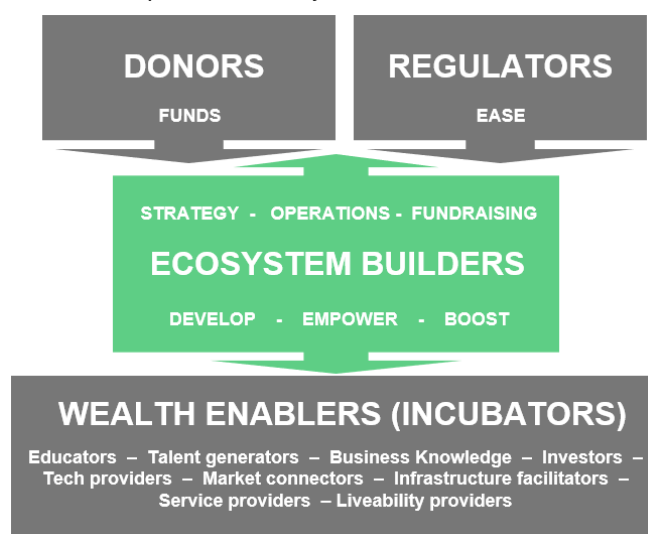 DONORS
FUNDS
REGULATORS
EASE
STRATEGY - OPERATIONS - FUNDRAISING
ECOSYSTEM BUILDERS
DEVELOP - EMPOWER - BOOST
WEALTH ENABLERS (INCUBATORS)
Educators – Talent generators – Business Knowledge – Investors –
Tech providers – Market connectors – Infrastructure facilitators –
Service providers – Liveability providers